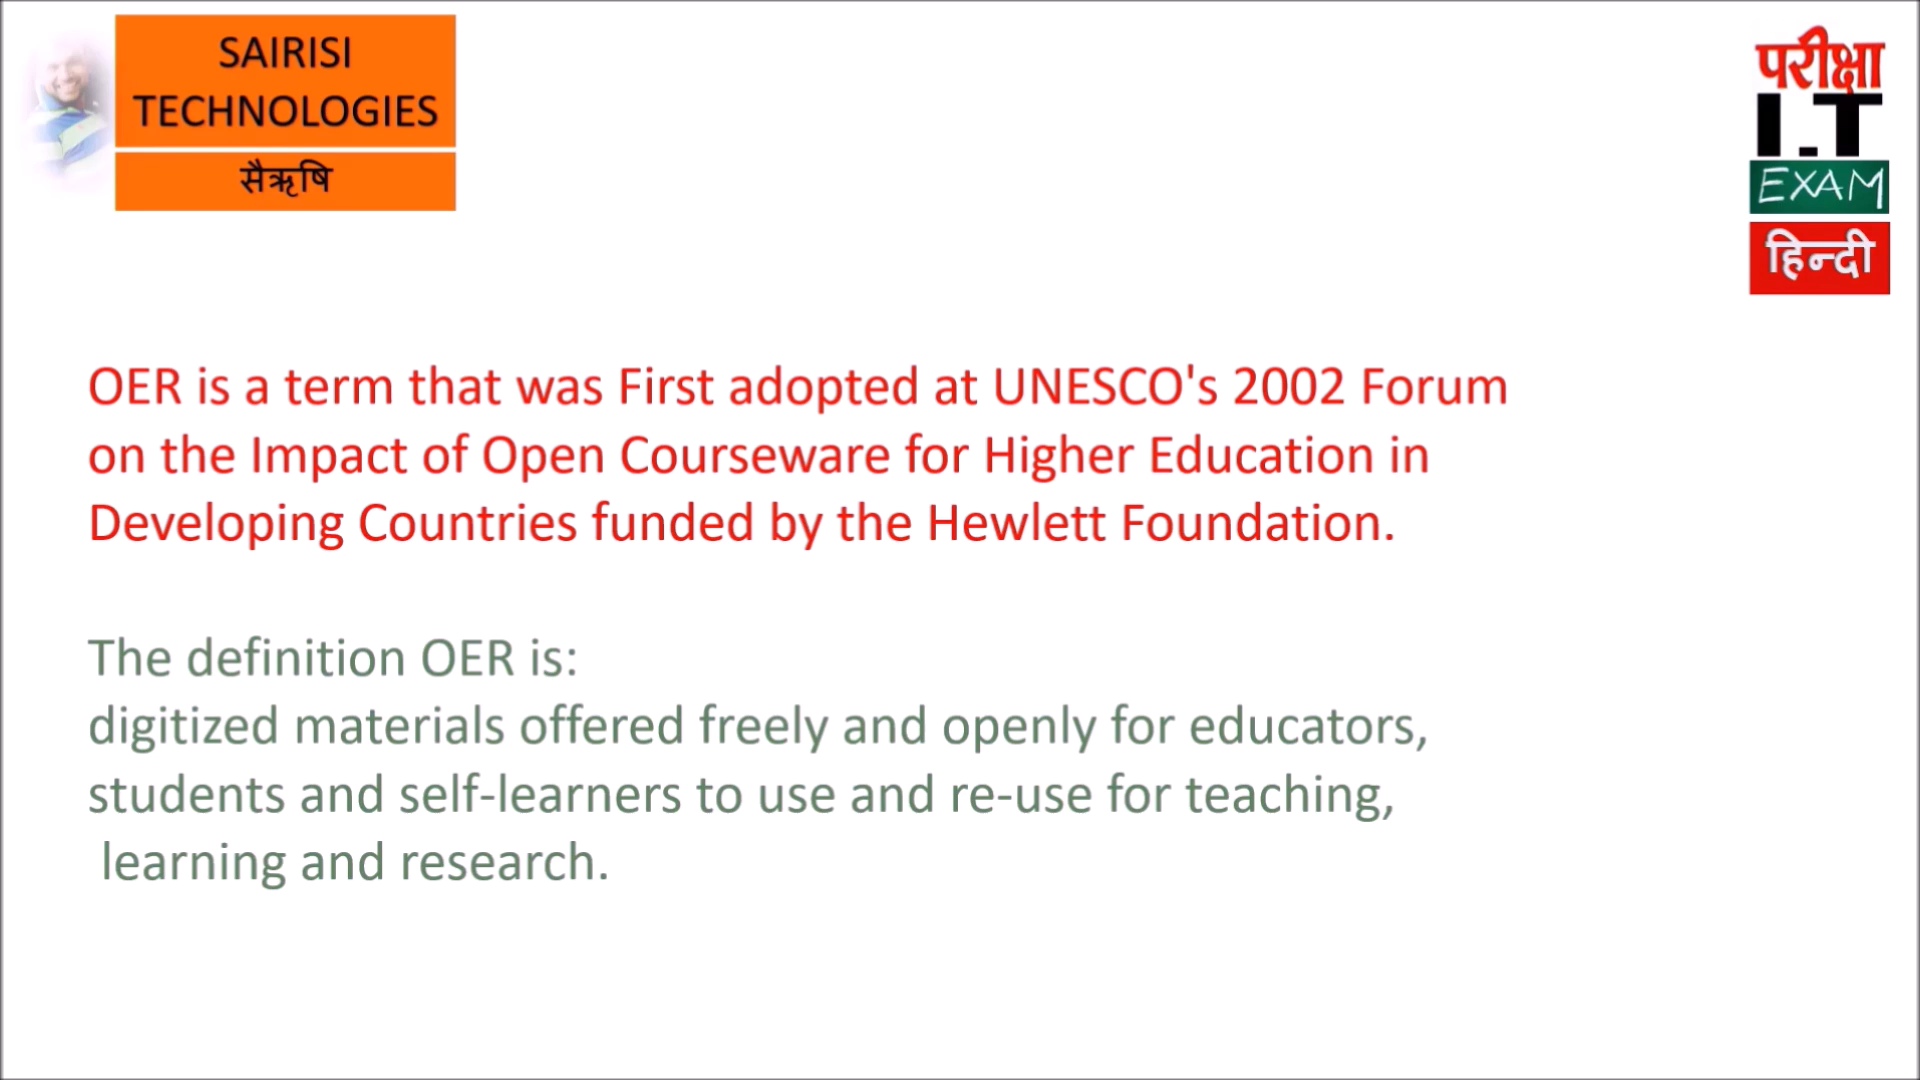 SAIRISI
TECHNOLOGIES
सैऋषि
परीक्षा
I.T
EXAM
हिन्दी
OER is a term that was First adopted at UNESCO's 2002 Forum
on the Impact of Open Courseware for Higher Education in
Developing Countries funded by the Hewlett Foundation.
The definition OER is:
digitized materials offered freely and openly for educators,
students and self-learners to use and re-use for teaching,
learning and research.